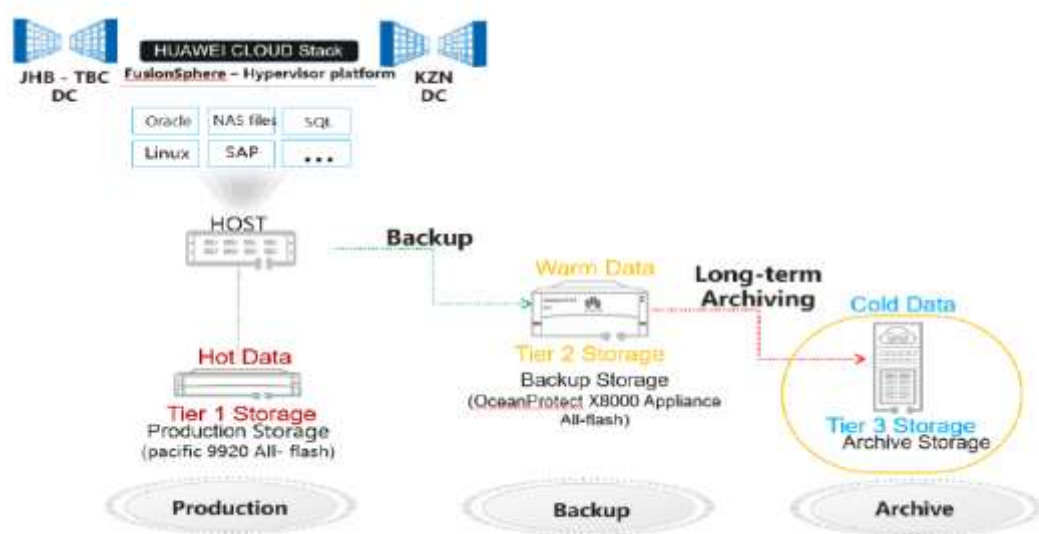 HUAWEI CLOUD Stack
JHB - TBC
DC
FusionSphere – Hypervisor platform
KZN
DC
Oracle
NAS files
SQL
Linux
SAP
...
HOST
Backup
Warm Data
Long-term
Archiving
Cold Data
Hot Data
Tier 2 Storage
Backup Storage
(OceanProtect X8000 Appliance
All-flash)
Tier 1 Storage
Production Storage
(pacific 9920 All- flash)
Tier 3 Storage
Archive Storage
Production
Backup
Archive